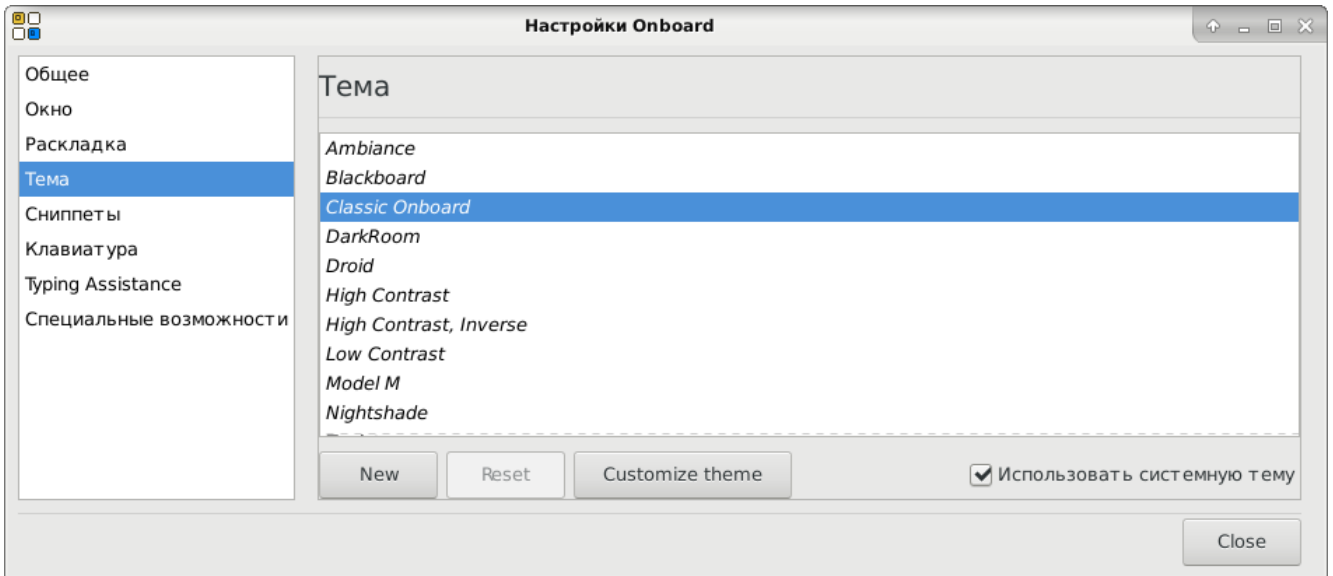 Настройки Onboard
Общее
Окно
Раскладка
Тема
Сниппеты
Клавиатура
Typing Assistance
Специальные возможности
Тема
Ambiance
Blackboard
Classic Onboard
DarkRoom
Droid
High Contrast
High Contrast, Inverse
Low Contrast
Model M
Nightshade
New Reset Customize theme Использовать системную тему
Close